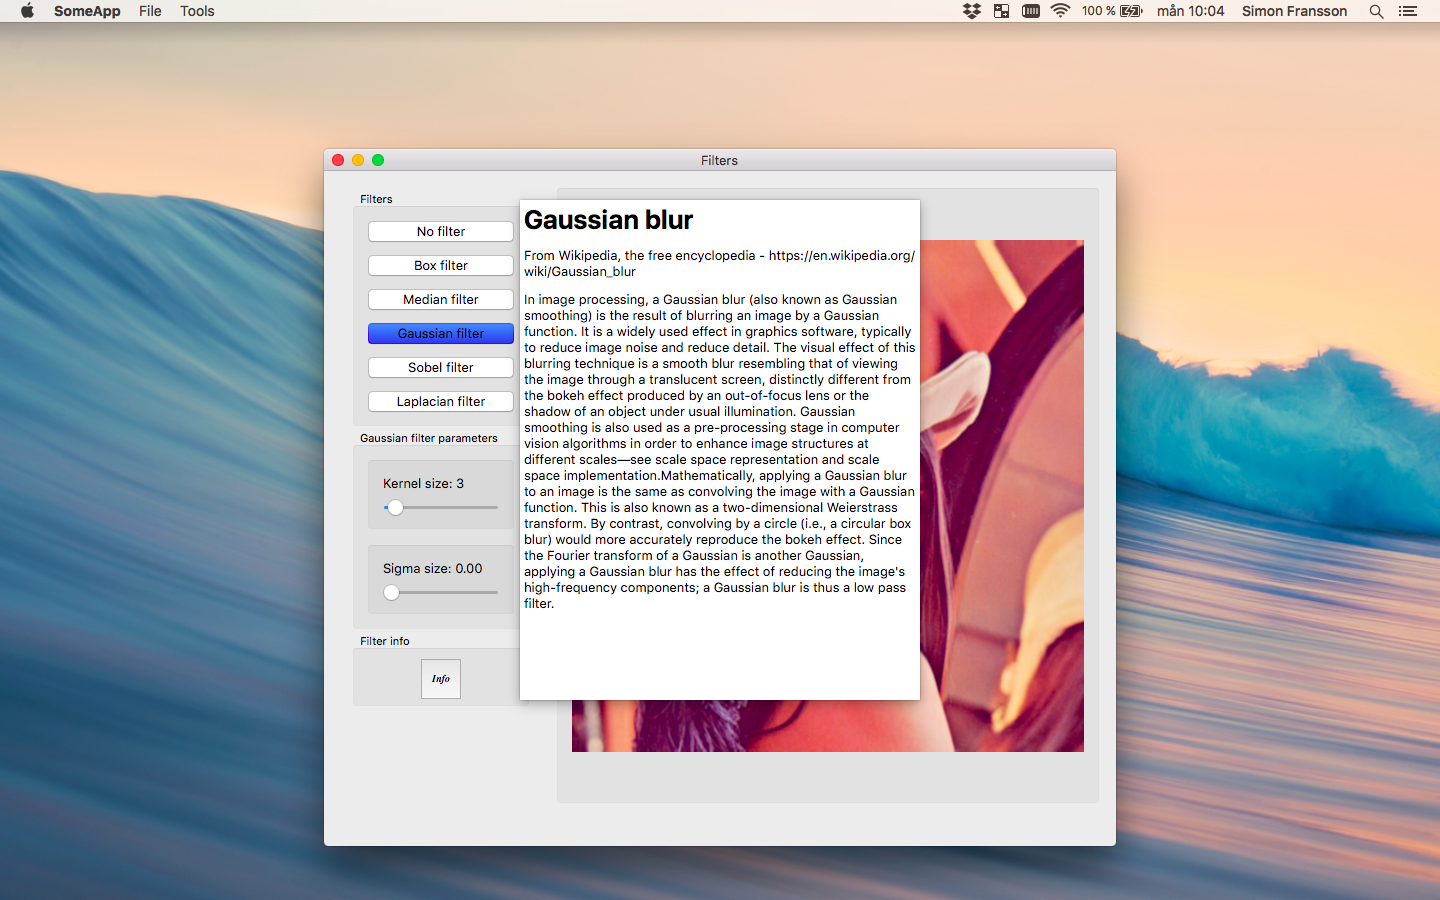 SomeApp File Tools 100 % mån 10:04 Simon Fransson
Filters
Filters
No filter
Box filter
Median filter
Gaussian filter
Sobel filter
Laplacian filter
Gaussian filter parameters
Kernel size: 3
Sigma size: 0.00
Filter info
Info
Gaussian blur
From Wikipedia, the free encyclopedia - https://en.wikipedia.org/
wiki/Gaussian_blur
In image processing, a Gaussian blur (also known as Gaussian
smoothing) is the result of blurring an image by a Gaussian
function. It is a widely used effect in graphics software, typically
to reduce image noise and reduce detail. The visual effect of this
blurring technique is a smooth blur resembling that of viewing
the image through a translucent screen, distinctly different from
the bokeh effect produced by an out-of-focus lens or the
shadow of an object under usual illumination. Gaussian
smoothing is also used as a pre-processing stage in computer
vision algorithms in order to enhance image structures at
different scales—see scale space representation and scale
space implementation.Mathematically, applying a Gaussian blur
to an image is the same as convolving the image with a Gaussian
function. This is also known as a two-dimensional Weierstrass
transform. By contrast, convolving by a circle (i.e., a circular box
blur) would more accurately reproduce the bokeh effect. Since
the Fourier transform of a Gaussian is another Gaussian,
applying a Gaussian blur has the effect of reducing the image's
high-frequency components; a Gaussian blur is thus a low pass
filter.